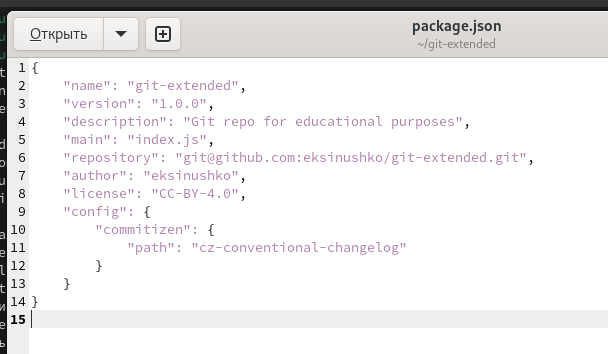 Открыть
package.json
~/git-extended
1 {
2     "name": "git-extended",
3     "version": "1.0.0",
4     "description": "Git repo for educational purposes",
5     "main": "index.js",
6     "repository": "git@github.com:eksinushko/git-extended.git",
7     "author": "eksinushko",
8     "license": "CC-BY-4.0",
9     "config": {
10         "commitizen": {
11             "path": "cz-conventional-changelog"
12         }
13     }
14 }
15